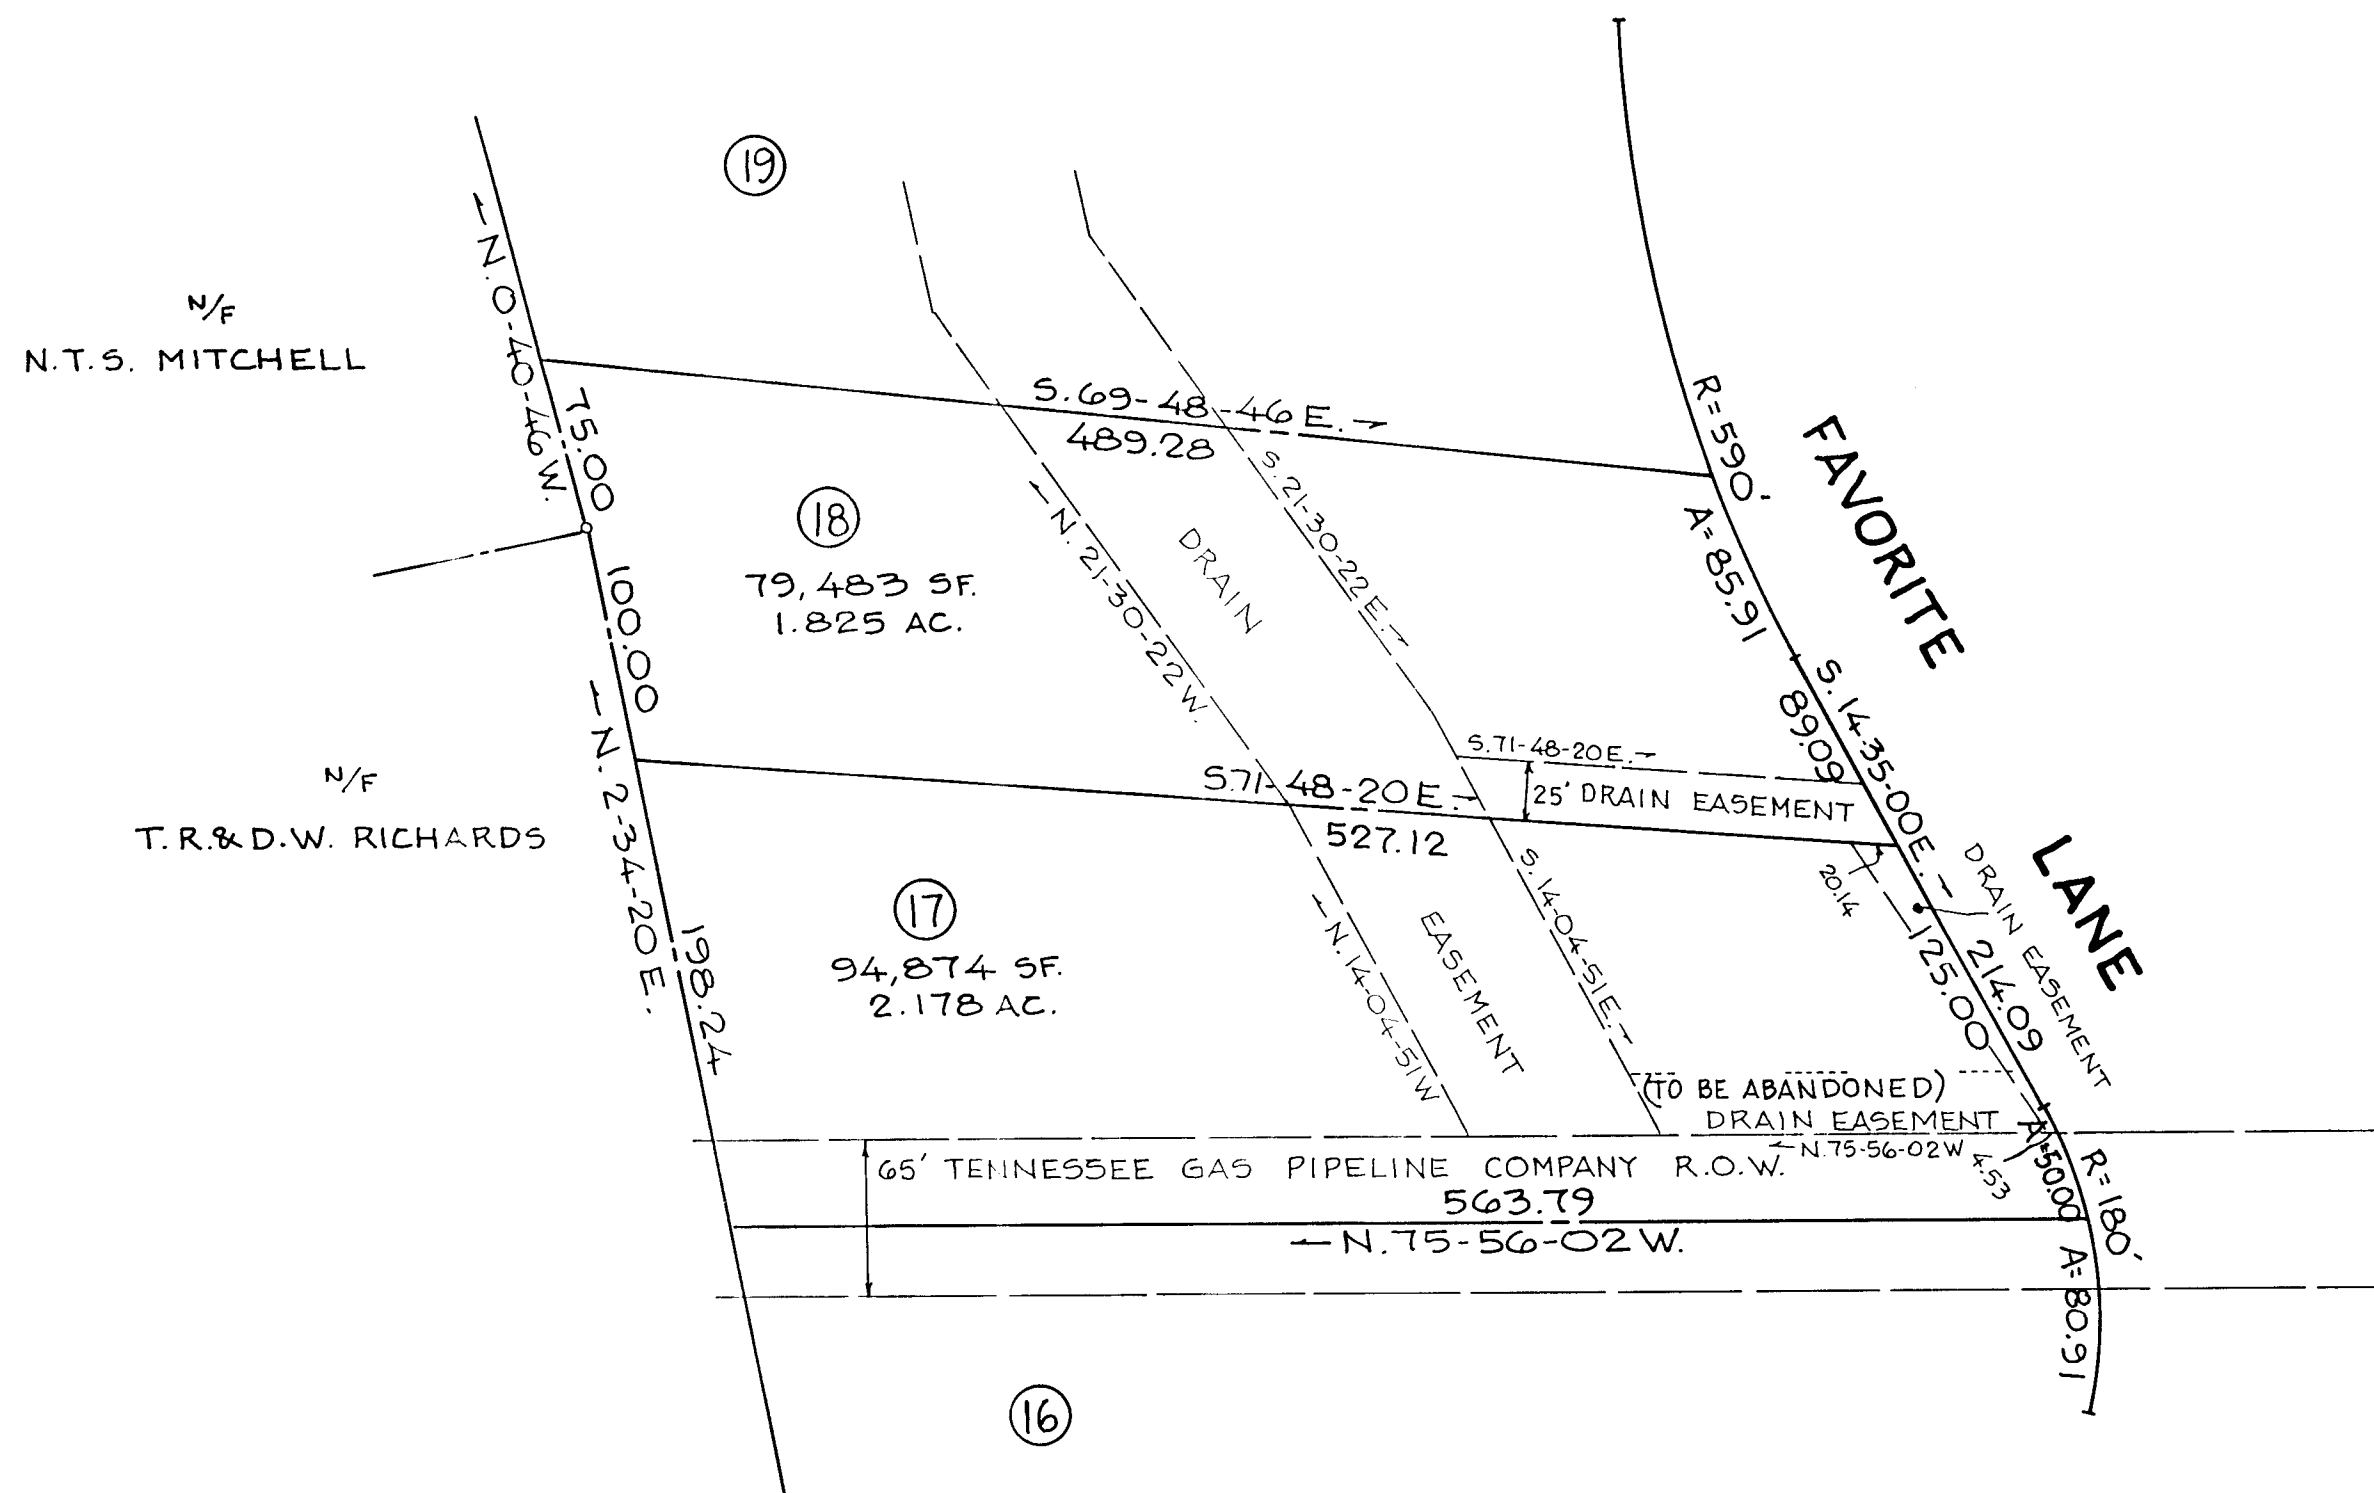 19
N.0-40-46W.
N/F
N.T.S. MITCHELL
75.00
S.69-48-46E.
489.28
R=590'
FAVORITE
LANE
A=85.91
18
79,483 SF.
1.825 AC.
N.21-30-22W.
DRAIN
S.21-30-22E.
100.00
S.14-35-00E.
89.09
S.71-48-20E.
25' DRAIN EASEMENT
S.71-48-20E.
527.12
N/F
T.R.& D.W. RICHARDS
N.2-34-20E.
198.24
17
94,874 SF.
2.178 AC.
N.14-04-51W
EASEMENT
S.14-04-51E.
20.14
125.00
214.09
DRAIN EASEMENT
(TO BE ABANDONED)
DRAIN EASEMENT
N.75-56-02W
4.53
A=50.00
R=180'
65' TENNESSEE GAS PIPELINE COMPANY R.O.W.
563.79
N.75-56-02W.
A=80.91
16